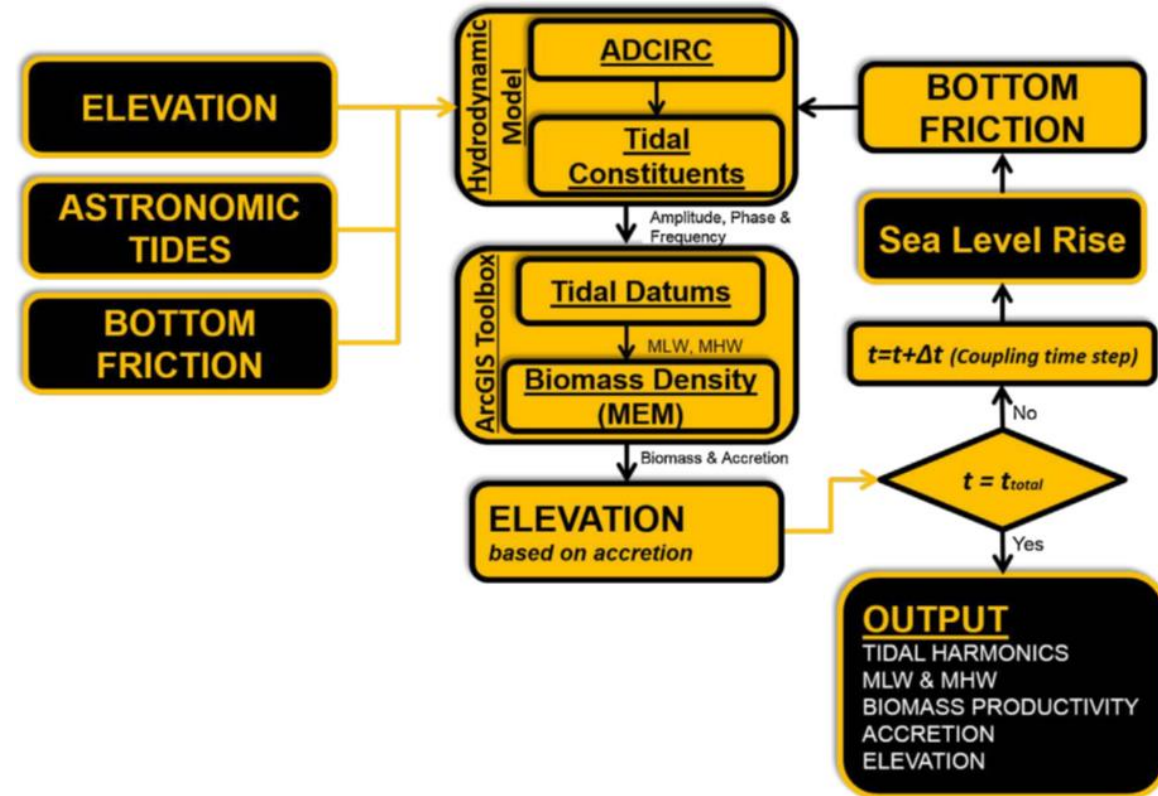 ELEVATION
ASTRONOMIC
TIDES
BOTTOM
FRICTION
Hydrodynamic
Model
ADCIRC
Tidal
Constituents
Amplitude, Phase &
Frequency
ArcGIS Toolbox
Tidal Datums
MLW, MHW
Biomass Density
(MEM)
Biomass & Accretion
ELEVATION
based on accretion
BOTTOM
FRICTION
Sea Level Rise
t=t+Δt (Coupling time step)
No
t = ttotal
Yes
OUTPUT
TIDAL HARMONICS
MLW & MHW
BIOMASS PRODUCTIVITY
ACCRETION
ELEVATION